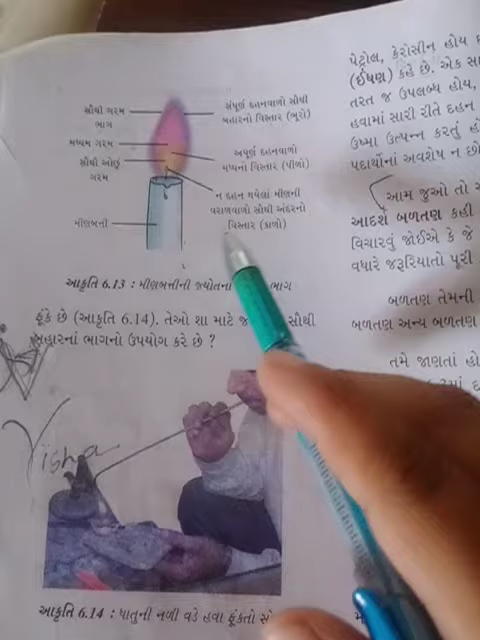 સૌથી ગરમ
ભાગ
મધ્યમ ગરમ
સૌથી ઓછું
ગરમ
મીણબત્તી
સંપૂર્ણ દહનવાળો સૌથી
બહારનો વિસ્તાર (ભૂરો)
અપૂર્ણ દહનવાળો
મધ્યનો વિસ્તાર (પીળો)
ન દહન થયેલાં મીણની
વરાળવાળો સૌથી અંદરનો
વિસ્તાર (કાળો)
આકૃતિ 6.13 : મીણબત્તીની જ્યોતના ભાગ
ફૂંકે છે (આકૃતિ 6.14). તેઓ શા માટે જ સૌથી
બહારનાં ભાગનો ઉપયોગ કરે છે ?
Visha
આકૃતિ 6.14 : ધાતુની નળી વડે હવા ફૂંકતો
પેટ્રોલ, કેરોસીન હોય
(ઈંધણ) કહે છે. એક
તરત જ ઉપલબ્ધ હોય,
હવામાં સારી રીતે દહન
ઉષ્મા ઉત્પન્ન કરતું
પદાર્થોનાં અવશેષ ન
આમ જુઓ તો
આદર્શ બળતણ કહી
વિચારવું જોઈએ કે જે
વધારે જરૂરિયાતો પૂરી
બળતણ તેમની
બળતણ અન્ય બળતણ
તમે જાણતાં